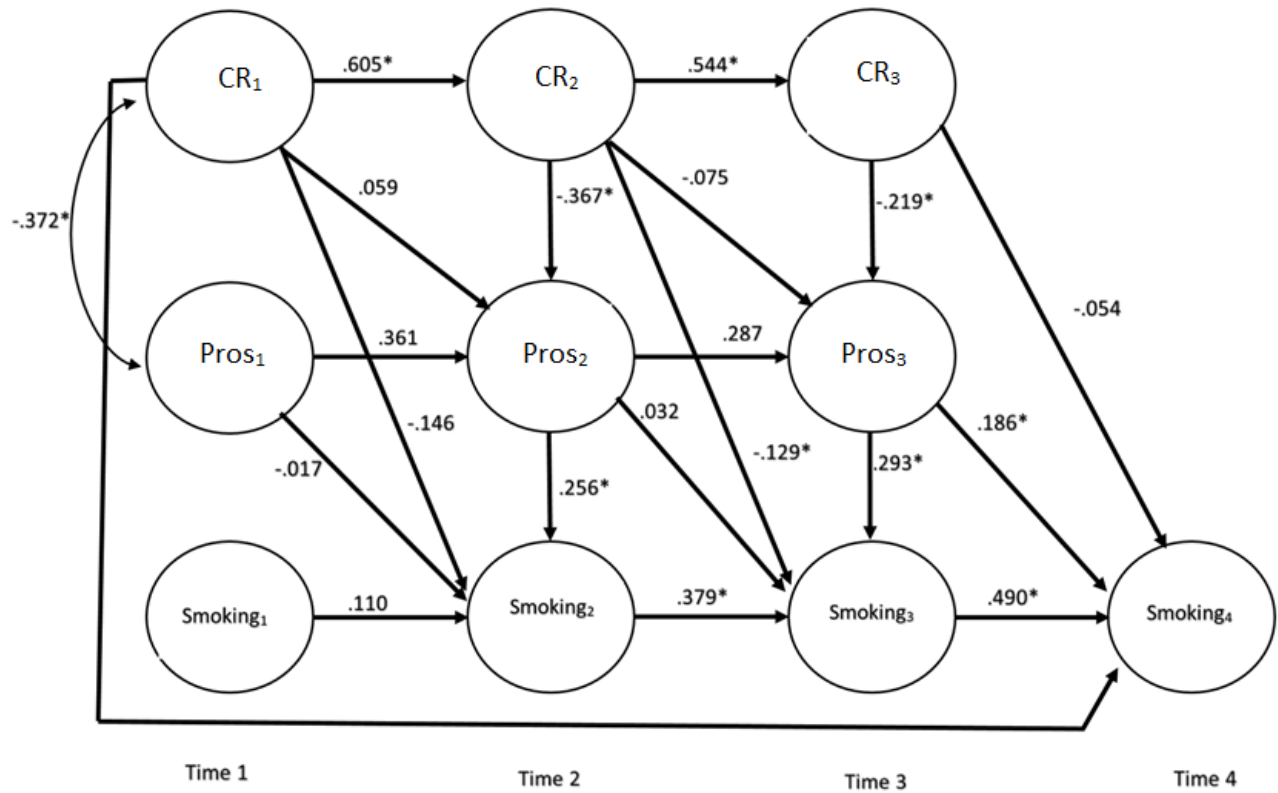 CR₁
.605*
CR₂
.544*
CR₃
-.372*
.059
-.367*
-.075
-.219*
-.054
Pros₁
.361
Pros₂
.287
Pros₃
-.017
-.146
.256*
.032
-.129*
.293*
.186*
Smoking₁
.110
Smoking₂
.379*
Smoking₃
.490*
Smoking₄
Time 1
Time 2
Time 3
Time 4